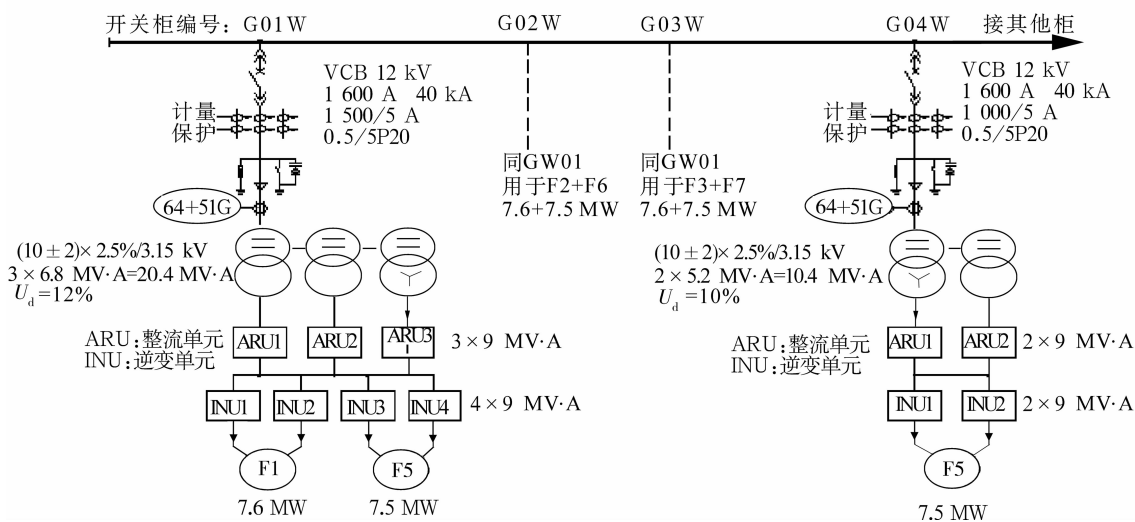 开关柜编号: G01W G02W G03W G04W 接其他柜
VCB 12 kV
1 600 A 40 kA
1 500/5 A
0.5/5P20
计量
保护
64+51G
同GW01
用于F2+F6
7.6+7.5 MW
同GW01
用于F3+F7
7.6+7.5 MW
VCB 12 kV
1 600 A 40 kA
1 000/5 A
0.5/5P20
计量
保护
64+51G
(10±2)×2.5%/3.15 kV
3×6.8 MV·A=20.4 MV·A
Ud=12%
ARU:整流单元
INU:逆变单元
ARU1 ARU2 ARU3 3×9 MV·A
INU1 INU2 INU3 INU4 4×9 MV·A
F1 F5
7.6 MW 7.5 MW
(10±2)×2.5%/3.15 kV
2×5.2 MV·A=10.4 MV·A
Ud=10%
ARU:整流单元
INU:逆变单元
ARU1 ARU2 2×9 MV·A
INU1 INU2 2×9 MV·A
F5
7.5 MW